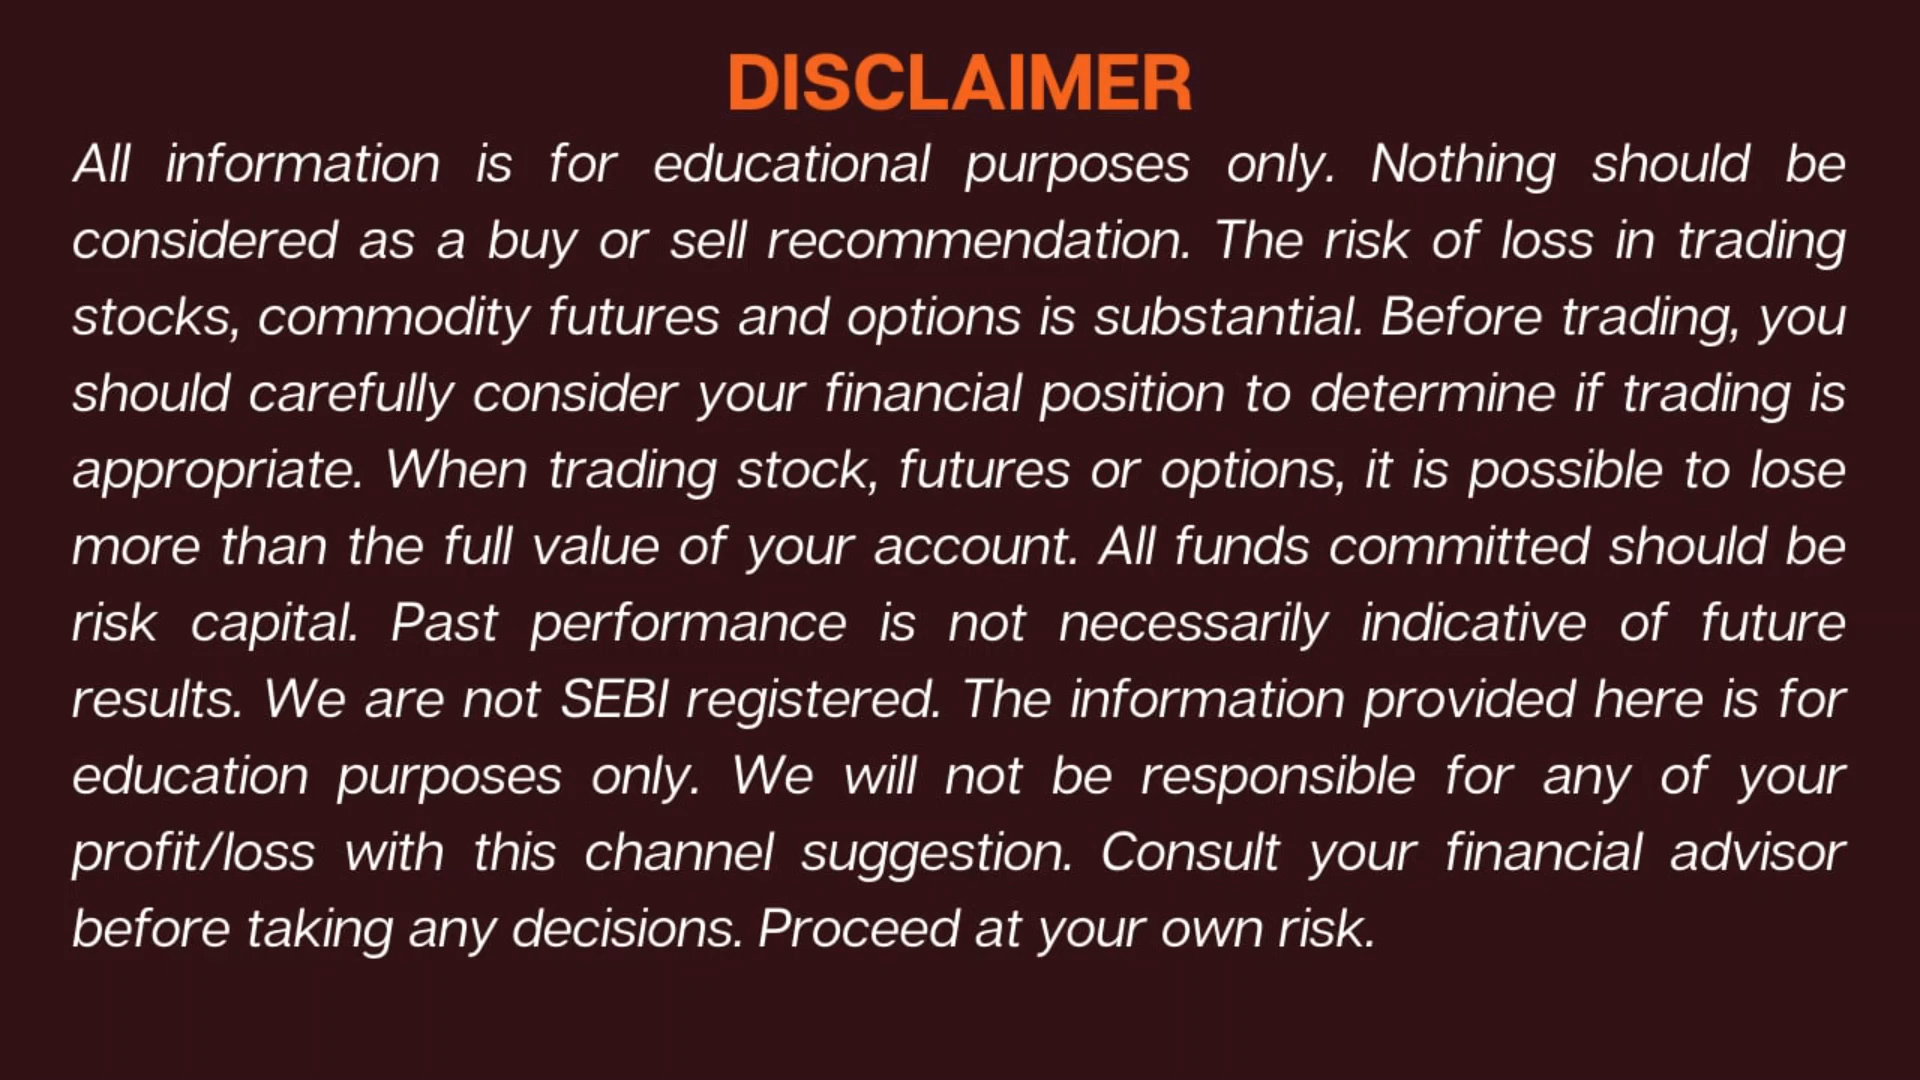 DISCLAIMER
All information is for educational purposes only. Nothing should be
considered as a buy or sell recommendation. The risk of loss in trading
stocks, commodity futures and options is substantial. Before trading, you
should carefully consider your financial position to determine if trading is
appropriate. When trading stock, futures or options, it is possible to lose
more than the full value of your account. All funds committed should be
risk capital. Past performance is not necessarily indicative of future
results. We are not SEBI registered. The information provided here is for
education purposes only. We will not be responsible for any of your
profit/loss with this channel suggestion. Consult your financial advisor
before taking any decisions. Proceed at your own risk.